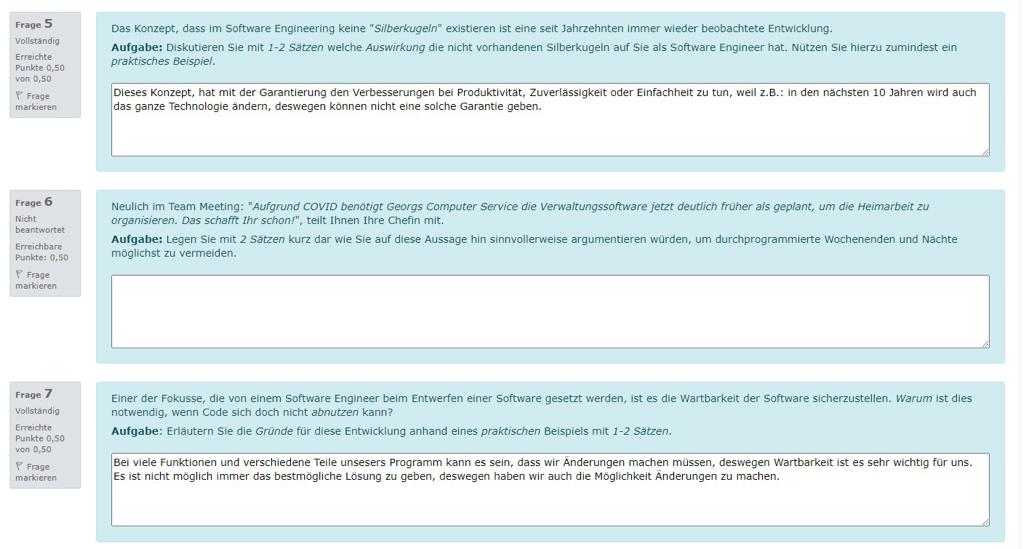 Frage 5
Vollständig
Erreichte
Punkte 0,50
von 0,50
Frage
markieren
Das Konzept, dass im Software Engineering keine "Silberkugeln" existieren ist eine seit Jahrzehnten immer wieder beobachtete Entwicklung.
Aufgabe: Diskutieren Sie mit 1-2 Sätzen welche Auswirkung die nicht vorhandenen Silberkugeln auf Sie als Software Engineer hat. Nützen Sie hierzu zumindest ein
praktisches Beispiel.
Dieses Konzept, hat mit der Garantierung den Verbesserungen bei Produktivität, Zuverlässigkeit oder Einfachheit zu tun, weil z.B.: in den nächsten 10 Jahren wird auch
das ganze Technologie ändern, deswegen können nicht eine solche Garantie geben.
Frage 6
Nicht
beantwortet
Erreichbare
Punkte: 0,50
Frage
markieren
Neulich im Team Meeting: "Aufgrund COVID benötigt Georgs Computer Service die Verwaltungssoftware jetzt deutlich früher als geplant, um die Heimarbeit zu
organisieren. Das schafft Ihr schon!", teilt Ihnen Ihre Chefin mit.
Aufgabe: Legen Sie mit 2 Sätzen kurz dar wie Sie auf diese Aussage hin sinnvollerweise argumentieren würden, um durchprogrammierte Wochenenden und Nächte
möglichst zu vermeiden.
Frage 7
Vollständig
Erreichte
Punkte 0,50
von 0,50
Frage
markieren
Einer der Fokusse, die von einem Software Engineer beim Entwerfen einer Software gesetzt werden, ist es die Wartbarkeit der Software sicherzustellen. Warum ist dies
notwendig, wenn Code sich doch nicht abnutzen kann?
Aufgabe: Erläutern Sie die Gründe für diese Entwicklung anhand eines praktischen Beispiels mit 1-2 Sätzen.
Bei viele Funktionen und verschiedene Teile unsesers Programm kann es sein, dass wir Änderungen machen müssen, deswegen Wartbarkeit ist es sehr wichtig für uns.
Es ist nicht möglich immer das bestmögliche Lösung zu geben, deswegen haben wir auch die Möglichkeit Änderungen zu machen.